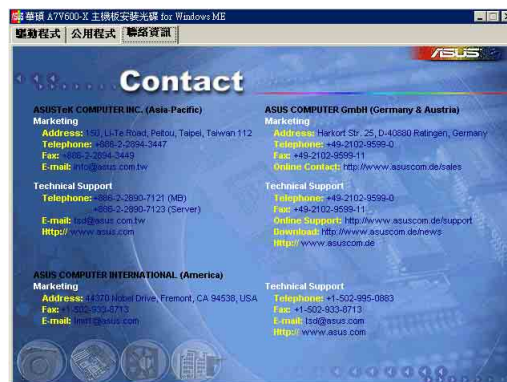 華碩 A7V600-X 主機板安裝光碟 for Windows ME
驅動程式 公用程式 聯絡資訊
ASUS
Contact
ASUSTeK COMPUTER INC. (Asia-Pacific)
Marketing
Address: 150, Li-Te Road, Peitou, Taipei, Taiwan 112
Telephone: +886-2-2894-3447
Fax: +886-2-2894-3449
E-mail: info@asus.com.tw
Technical Support
Telephone: +886-2-2890-7121 (MB)
+886-2-2890-7123 (Server)
E-mail: tsd@asus.com.tw
Http:// www.asus.com
ASUS COMPUTER GmbH (Germany & Austria)
Marketing
Address: Harkort Str. 25, D-40880 Ratingen, Germany
Telephone: +49-2102-9599-0
Fax: +49-2102-9599-11
Online Contact: http://www.asuscom.de/sales
Technical Support
Telephone: +49-2102-9599-0
Fax: +49-2102-9599-11
Online Support: http://www.asuscom.de/support
Download: http://www.asuscom.de/news
Http:// www.asuscom.de
ASUS COMPUTER INTERNATIONAL (America)
Marketing
Address: 44370 Nobel Drive, Fremont, CA 94538, USA
Fax: +1-502-933-8713
E-mail:
Technical Support
Telephone: +1-502-995-0883
Fax: +1-502-933-8713
E-mail: tsd@asus.com
Http:// www.asus.com